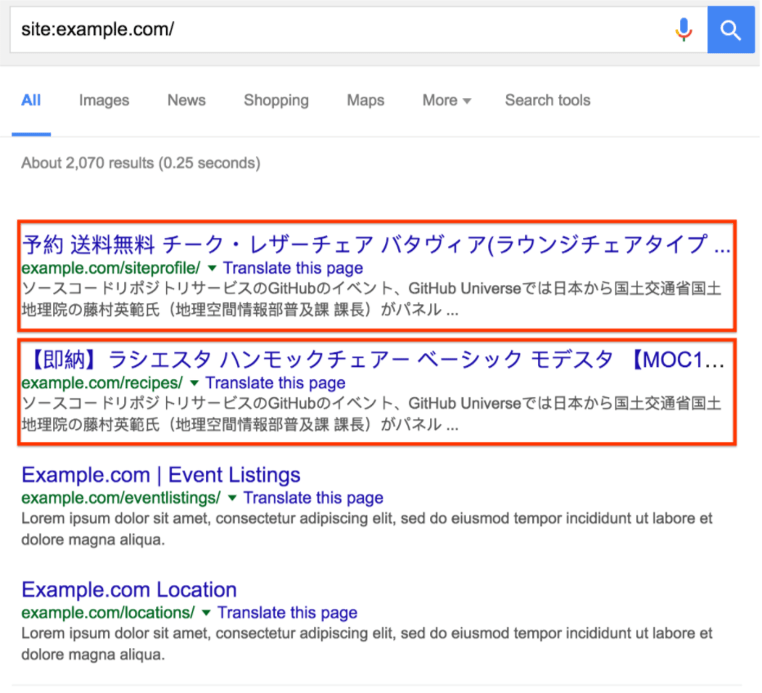 site:example.com/
All Images News Shopping Maps More Search tools
About 2,070 results (0.25 seconds)
予約 送料無料 チーク・レザーチェア バタヴィア(ラウンジチェアタイプ ...
example.com/siteprofile/ ▼ Translate this page
ソースコードリポジトリサービスのGitHubのイベント、GitHub Universeでは日本から国土交通省国土
地理院の藤村英範氏（地理空間情報部普及課 課長）がパネル ...
【即納】ラシエスタ ハンモックチェアー ベーシック モデスタ 【MOC1...
example.com/recipes/ ▼ Translate this page
ソースコードリポジトリサービスのGitHubのイベント、GitHub Universeでは日本から国土交通省国土
地理院の藤村英範氏（地理空間情報部普及課 課長）がパネル ...
Example.com | Event Listings
example.com/eventlistings/ ▼ Translate this page
Lorem ipsum dolor sit amet, consectetur adipiscing elit, sed do eiusmod tempor incididunt ut labore et
dolore magna aliqua.
Example.com Location
example.com/locations/ ▼ Translate this page
Lorem ipsum dolor sit amet, consectetur adipiscing elit, sed do eiusmod tempor incididunt ut labore et
dolore magna aliqua.